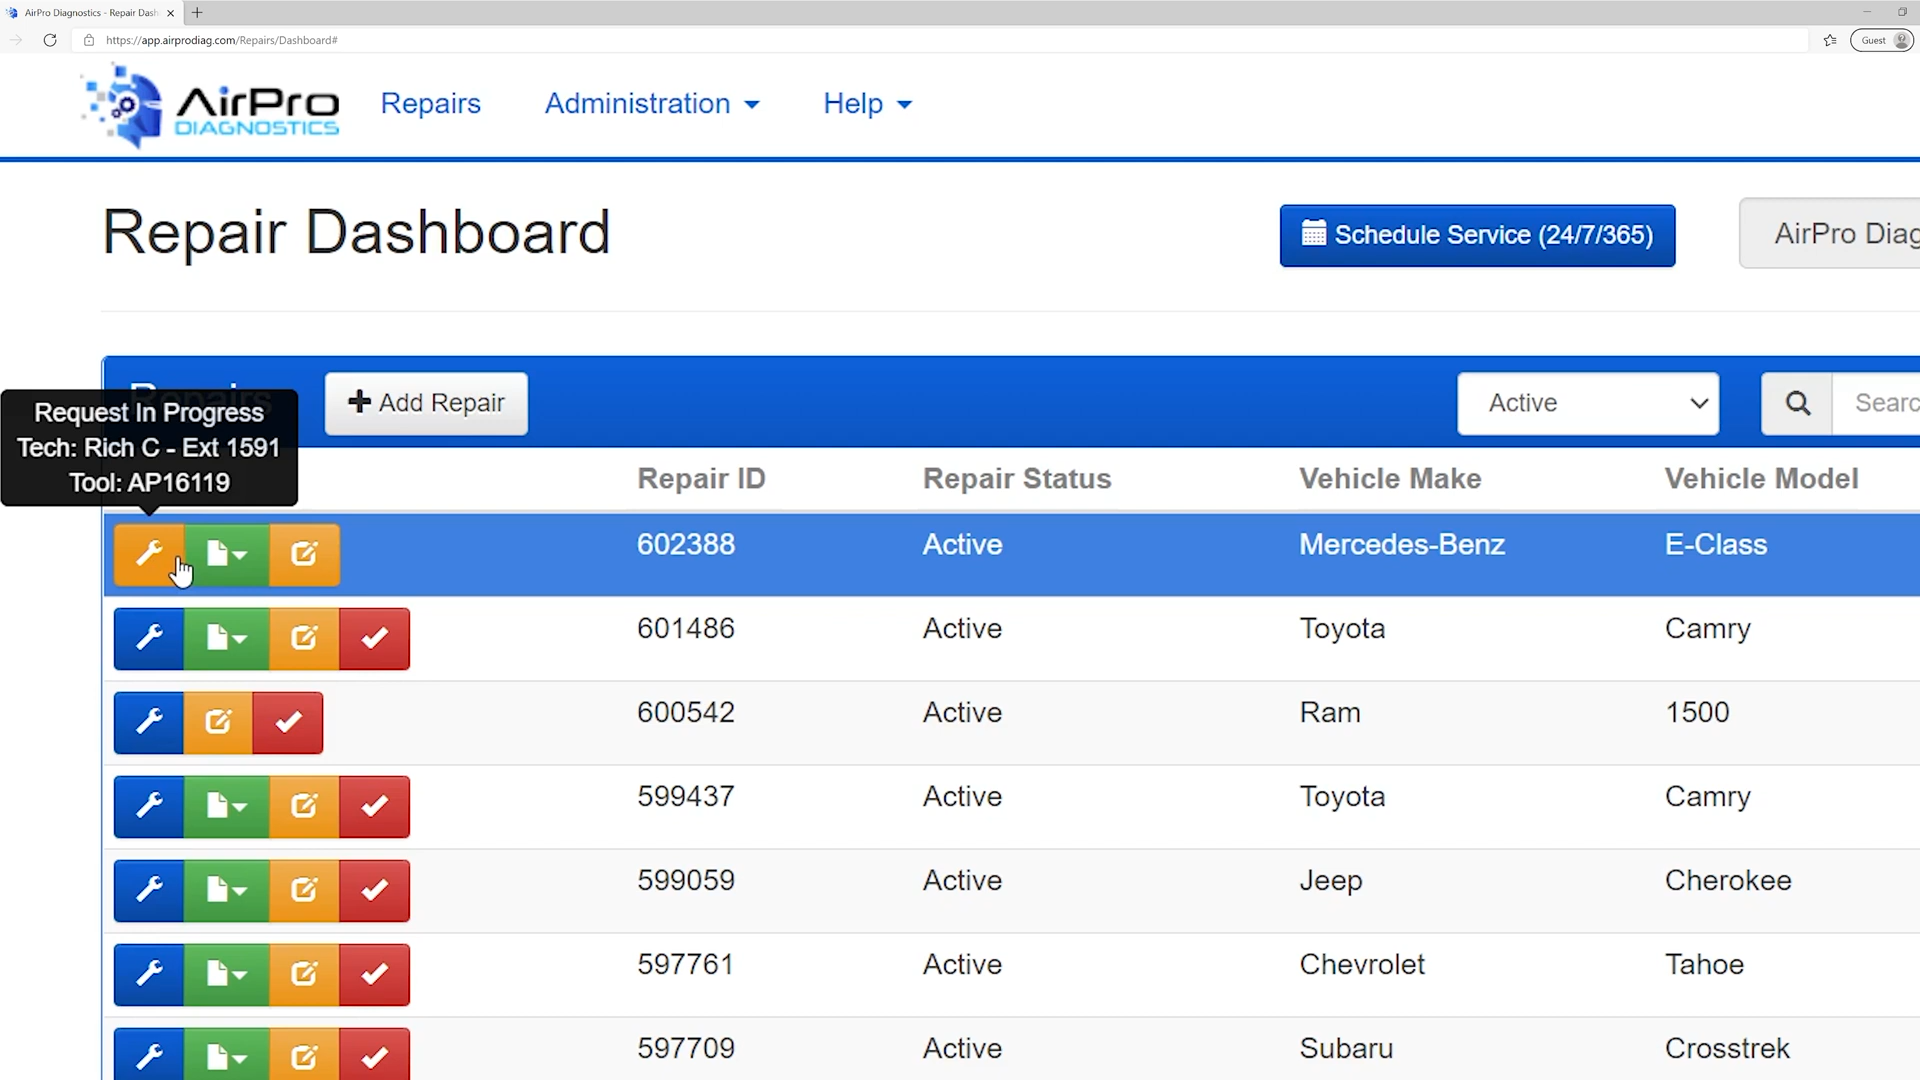 AirPro Diagnostics - Repair Dash
https://app.airprodiag.com/Repairs/Dashboard#
Guest
AirPro
DIAGNOSTICS
Repairs
Administration
Help
Repair Dashboard
Schedule Service (24/7/365)
AirPro Diag
Repairs
Add Repair
Active
Searc
Request In Progress
Tech: Rich C - Ext 1591
Tool: AP16119
Repair ID Repair Status Vehicle Make Vehicle Model
602388 Active Mercedes-Benz E-Class
601486 Active Toyota Camry
600542 Active Ram 1500
599437 Active Toyota Camry
599059 Active Jeep Cherokee
597761 Active Chevrolet Tahoe
597709 Active Subaru Crosstrek